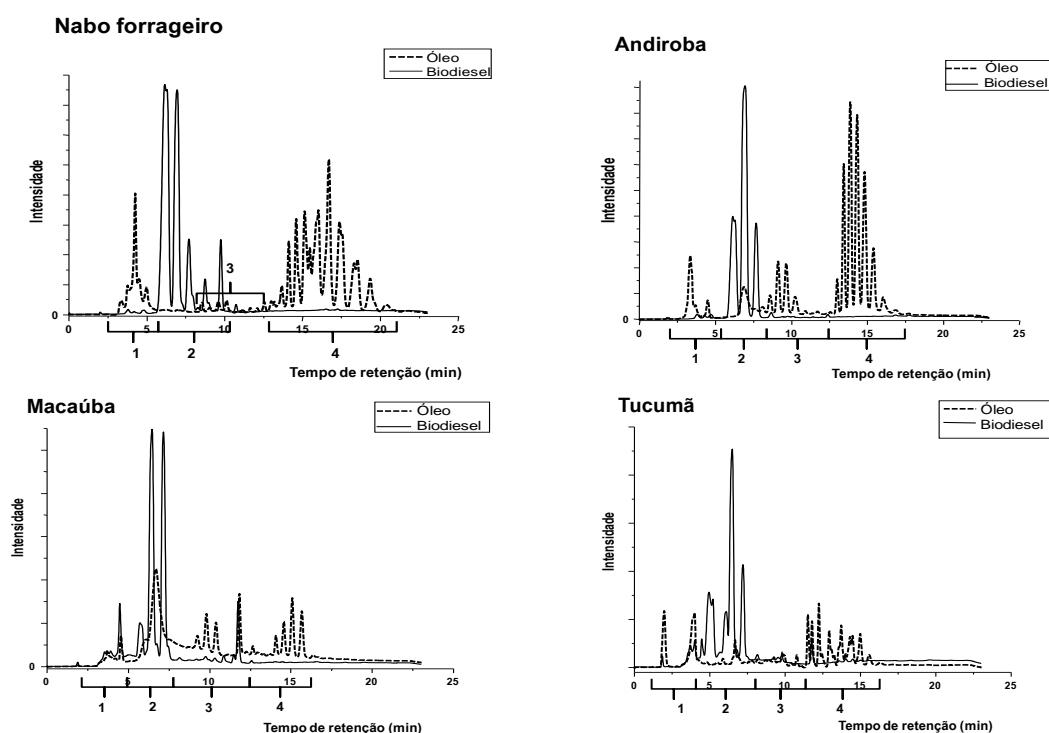 Nabo forrageiro
Óleo
Biodiesel
Intensidade
0
0 5 10 15 20 25
3
1 2 4
Tempo de retenção (min)
Andiroba
Óleo
Biodiesel
Intensidade
0
0 5 10 15 20 25
1 2 3 4
Tempo de retenção (min)
Macaúba
Óleo
Biodiesel
Intensidade
0
0 5 10 15 20 25
1 2 3 4
Tempo de retenção (min)
Tucumã
Óleo
Biodiesel
Intensidade
0
0 5 10 15 20 25
1 2 3 4
Tempo de retenção (min)